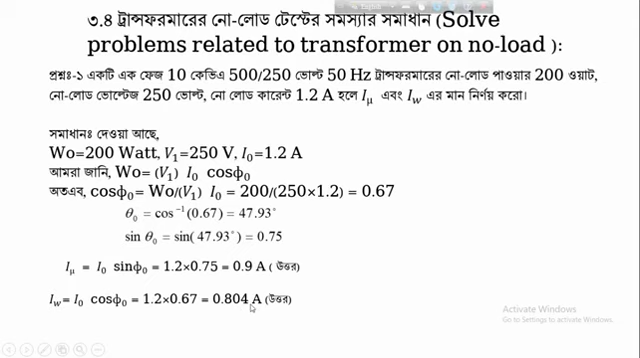 English
৩.৪ ট্রান্সফরমারের নো-লোড টেস্টের সমস্যার সমাধান (Solve
problems related to transformer on no-load ):
প্রশ্নঃ-১ একটি এক ফেজ 10 কেভিএ 500/250 ভোল্ট 50 Hz ট্রান্সফরমারের নো-লোড পাওয়ার 200 ওয়াট,
নো-লোড ভোল্টেজ 250 ভোল্ট, নো লোড কারেন্ট 1.2 A হলে Iμ এবং Iw এর মান নির্ণয় করো।
সমাধানঃ দেওয়া আছে,
Wo=200 Watt, V1=250 V, I0=1.2 A
আমরা জানি, Wo= (V1) I0 cosϕ0
অতএব, cosϕ0= Wo/(V1) I0 = 200/(250×1.2) = 0.67
θ0 = cos⁻¹(0.67) = 47.93°
sin θ0 = sin( 47.93° ) = 0.75
Iμ = I0 sinϕ0 = 1.2×0.75 = 0.9 A ( উত্তর)
Iw= I0 cosϕ0 = 1.2×0.67 = 0.804 A (উত্তর)
Activate Windows
Go to Settings to activate Windows.